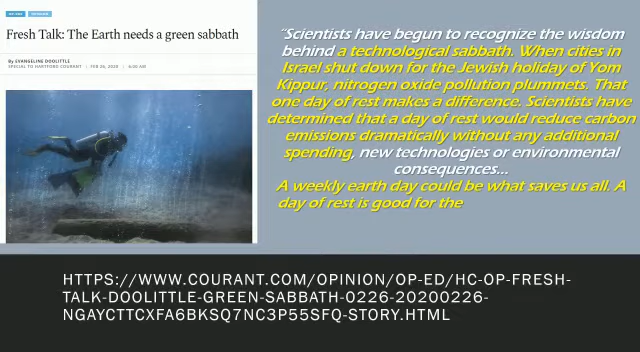 Fresh Talk: The Earth needs a green sabbath
By EVANGELINE DOOLITTLE
SPECIAL TO HARTFORD COURANT | FEB 26, 2020 | 6:00 AM
"Scientists have begun to recognize the wisdom
behind a technological sabbath. When cities in
Israel shut down for the Jewish holiday of Yom
Kippur, nitrogen oxide pollution plummets. That
one day of rest makes a difference. Scientists have
determined that a day of rest would reduce carbon
emissions dramatically without any additional
spending, new technologies or environmental
consequences...
A weekly earth day could be what saves us all. A
day of rest is good for the
HTTPS://WWW.COURANT.COM/OPINION/OP-ED/HC-OP-FRESH-
TALK-DOOLITTLE-GREEN-SABBATH-0226-20200226-
NGAYCTTCXFA6BKSQ7NC3P55SFQ-STORY.HTML